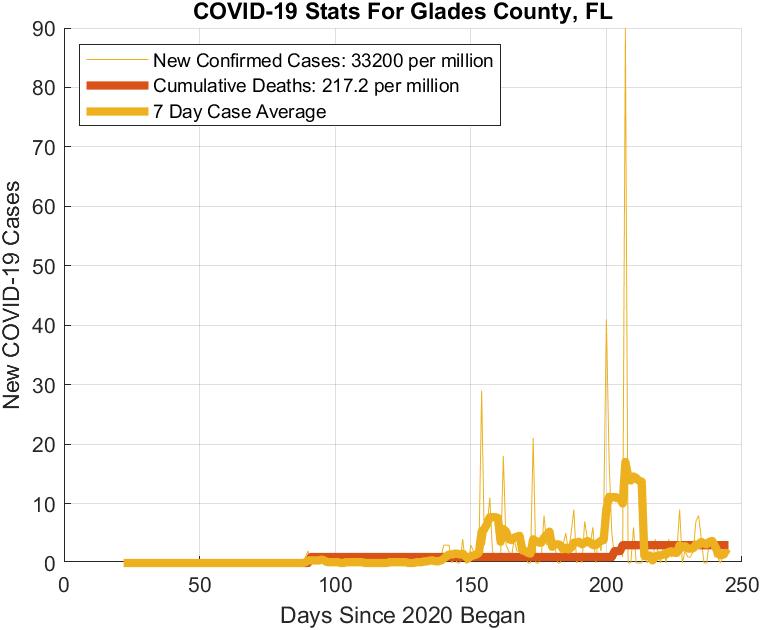 COVID-19 Stats For Glades County, FL
New Confirmed Cases: 33200 per million
Cumulative Deaths: 217.2 per million
7 Day Case Average
New COVID-19 Cases
90
80
70
60
50
40
30
20
10
0
0 50 100 150 200 250
Days Since 2020 Began